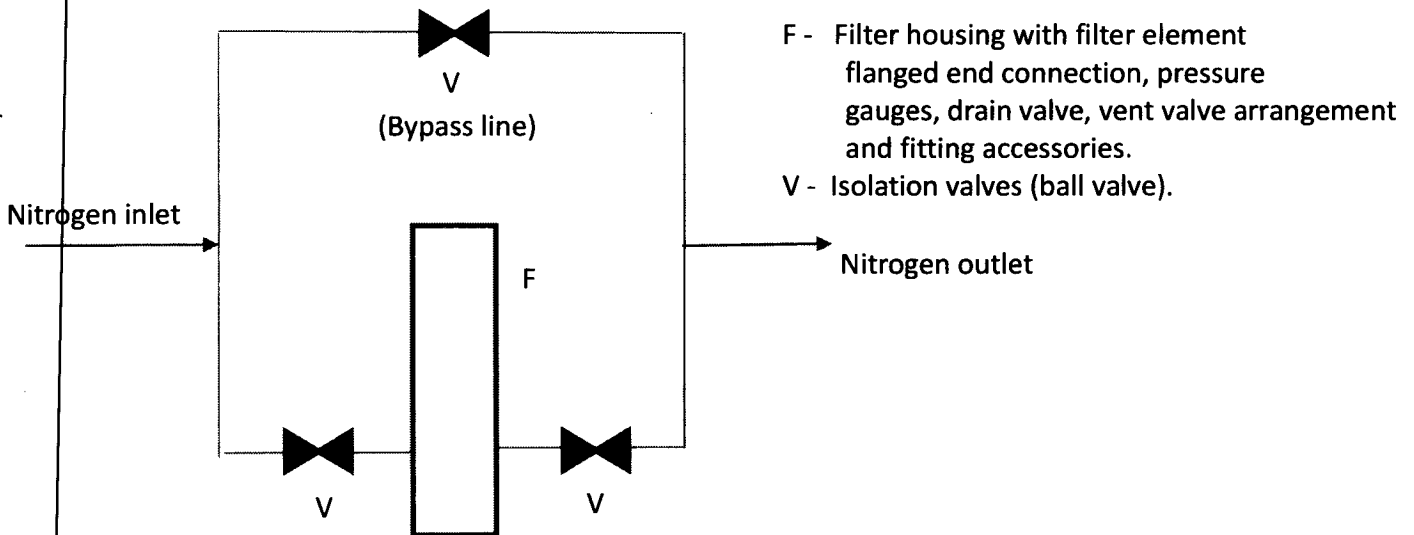 V
(Bypass line)
F - Filter housing with filter element
flanged end connection, pressure
gauges, drain valve, vent valve arrangement
and fitting accessories.
V - Isolation valves (ball valve).
Nitrogen inlet
F
Nitrogen outlet
V
V